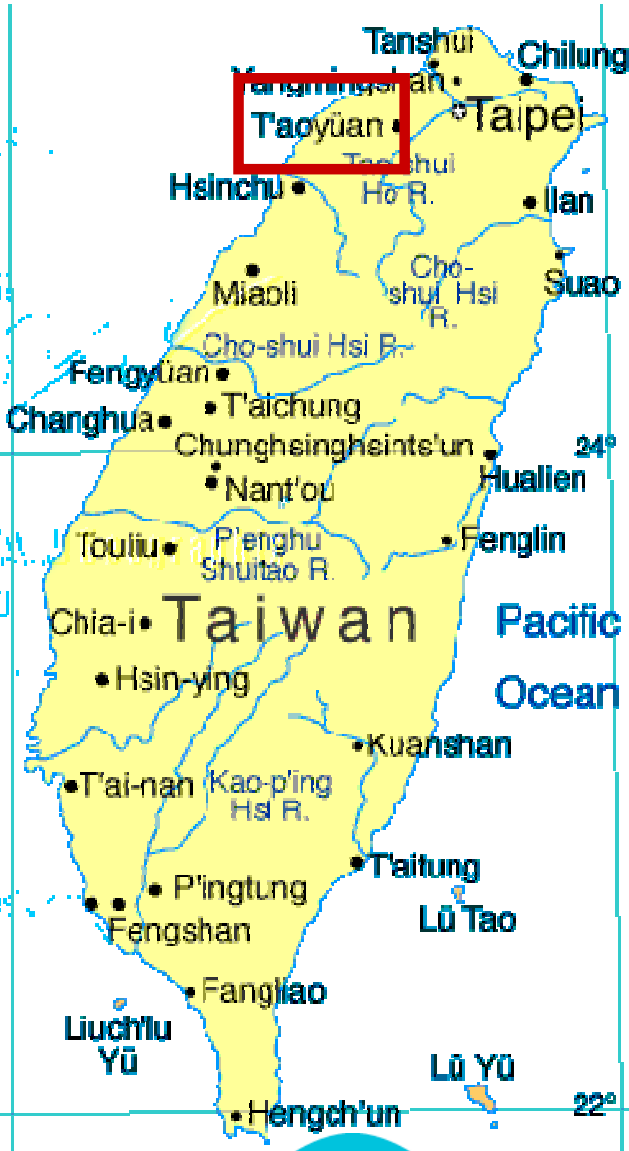 Tanshui
Chilung
Yangmingshan
Taipei
T'aoyüan
Tan-shui
Ho R.
Hsinchu
Ilan
Cho-
shui Hsi
R.
Suao
Miaoli
Cho-shui Hsi R.
Fengyüan
T'aichung
Changhua
Chunghsinghsints'un
24°
Nant'ou
Hualien
Touliu
P'enghu
Shuitao R.
Fenglin
Chia-i
Taiwan
Pacific
Ocean
Hsin-ying
Kuanshan
T'ai-nan
Kao-p'ing
Hsi R.
T'aitung
P'ingtung
Lü Tao
Fengshan
Fangliao
Liuch'iu
Yü
Lü Yü
22°
Hengch'un